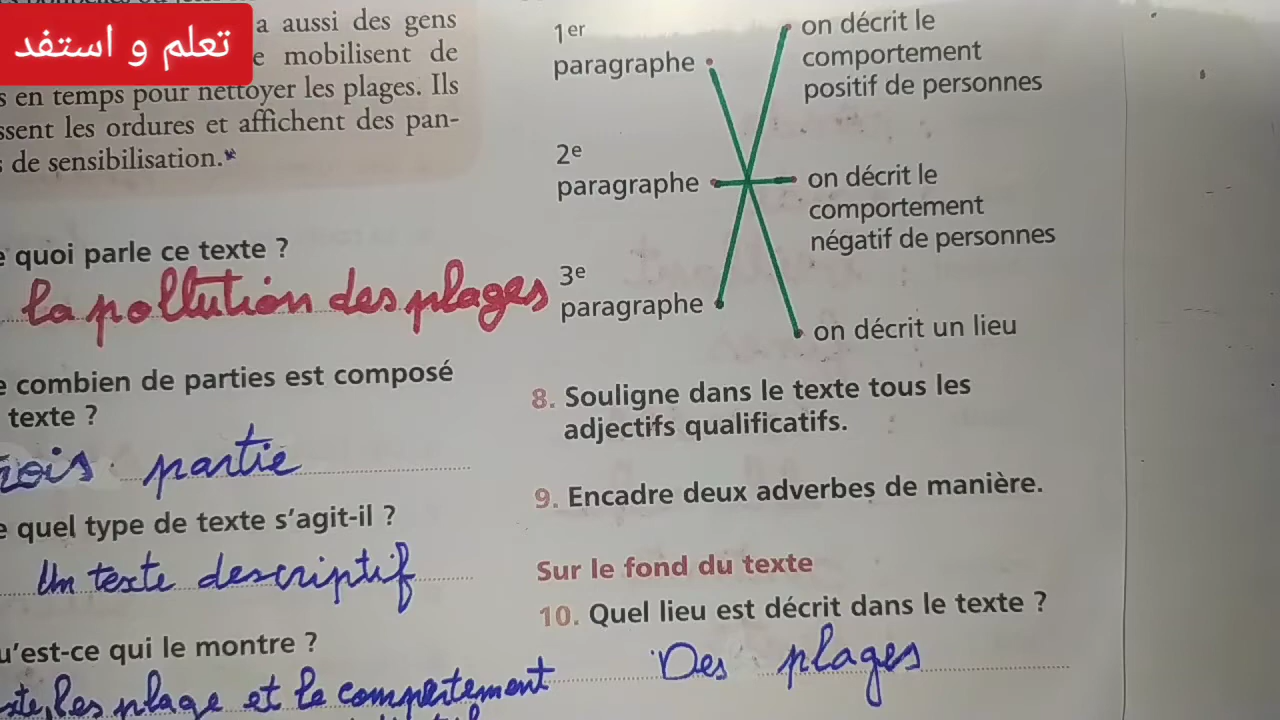 تعلم و استفد
a aussi des gens
e mobilisent de
s en temps pour nettoyer les plages. Ils
ssent les ordures et affichent des pan-
s de sensibilisation.*
e quoi parle ce texte ?
la pollution des plages
e combien de parties est composé
texte ?
rois partie
e quel type de texte s'agit-il ?
Un texte descriptif
u'est-ce qui le montre ?
xte, les plage et le compertement
1er
paragraphe
on décrit le
comportement
positif de personnes
2e
paragraphe
on décrit le
comportement
négatif de personnes
3e
paragraphe
on décrit un lieu
8. Souligne dans le texte tous les
adjectifs qualificatifs.
9. Encadre deux adverbes de manière.
Sur le fond du texte
10. Quel lieu est décrit dans le texte ?
Des plages